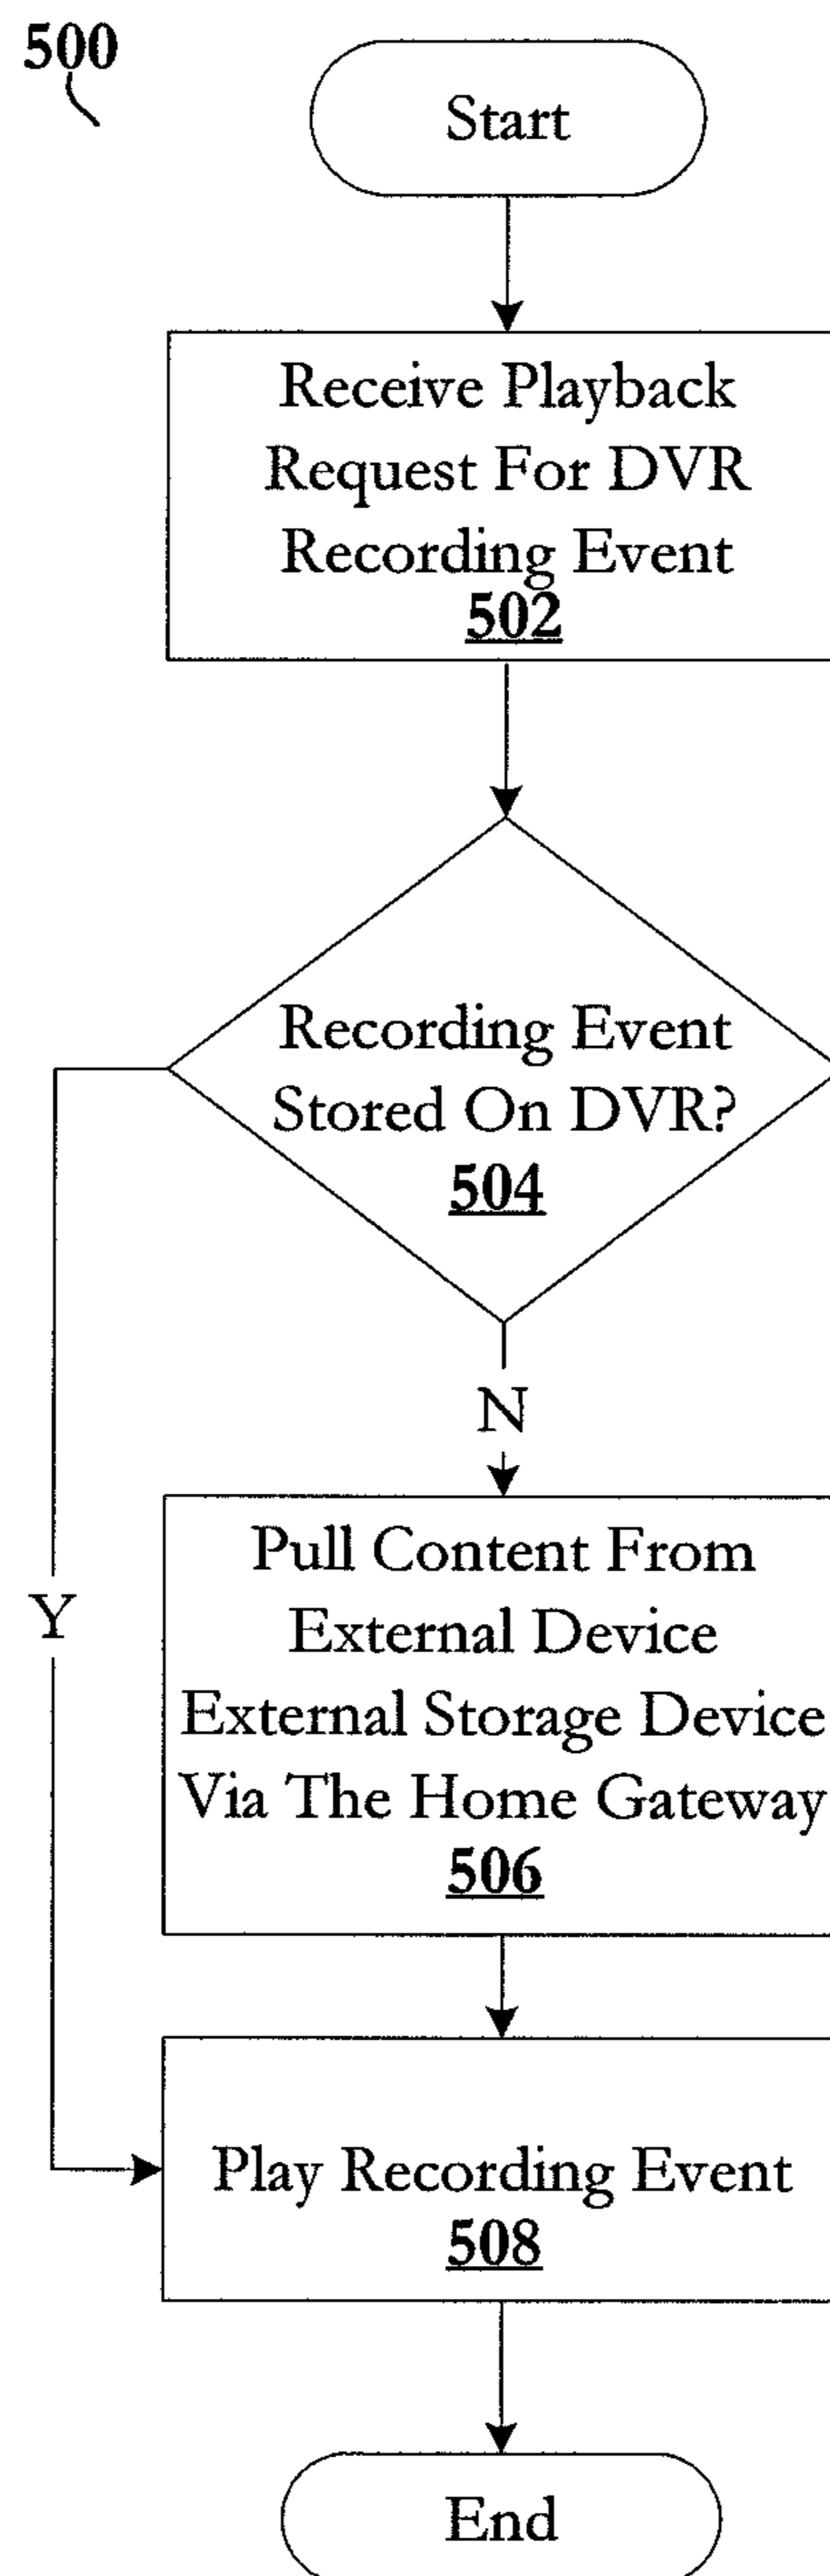 500
Start
Receive Playback
Request For DVR
Recording Event
502
Recording Event
Stored On DVR?
504
N
Y
Pull Content From
External Device
External Storage Device
Via The Home Gateway
506
Play Recording Event
508
End